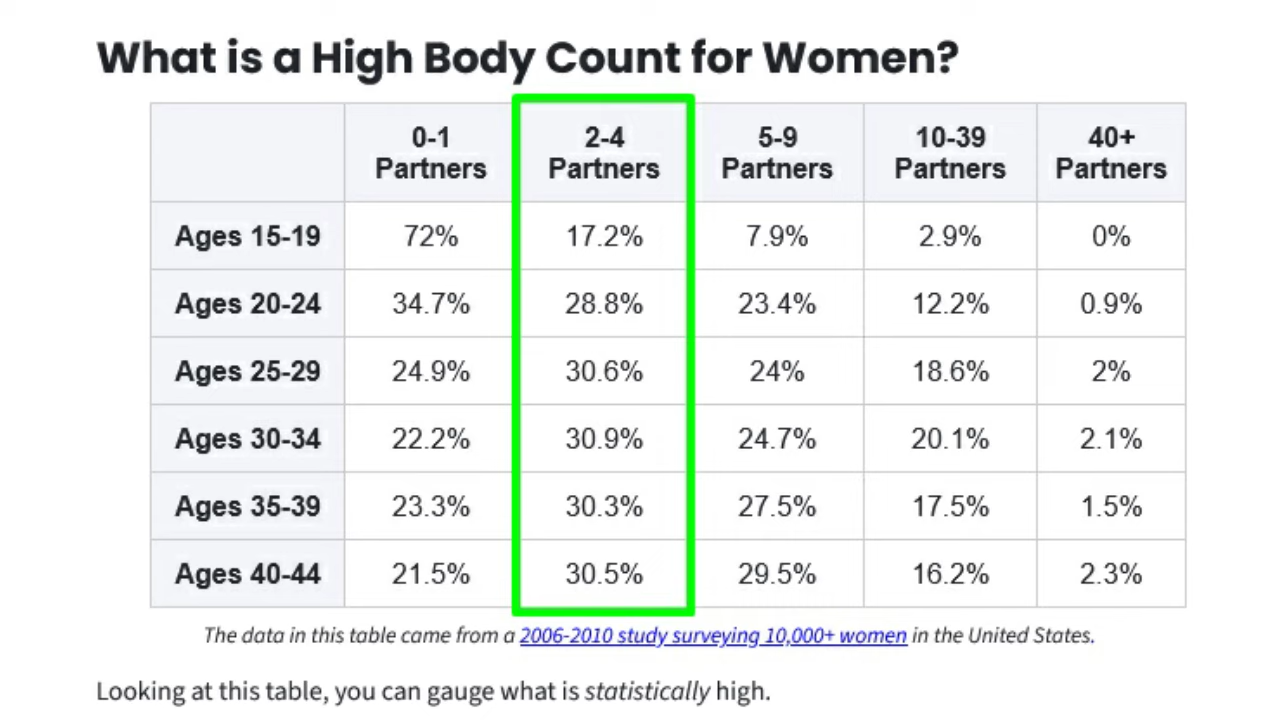 What is a High Body Count for Women?
0-1 Partners 2-4 Partners 5-9 Partners 10-39 Partners 40+ Partners
Ages 15-19 72% 17.2% 7.9% 2.9% 0%
Ages 20-24 34.7% 28.8% 23.4% 12.2% 0.9%
Ages 25-29 24.9% 30.6% 24% 18.6% 2%
Ages 30-34 22.2% 30.9% 24.7% 20.1% 2.1%
Ages 35-39 23.3% 30.3% 27.5% 17.5% 1.5%
Ages 40-44 21.5% 30.5% 29.5% 16.2% 2.3%
The data in this table came from a 2006-2010 study surveying 10,000+ women in the United States.
Looking at this table, you can gauge what is statistically high.